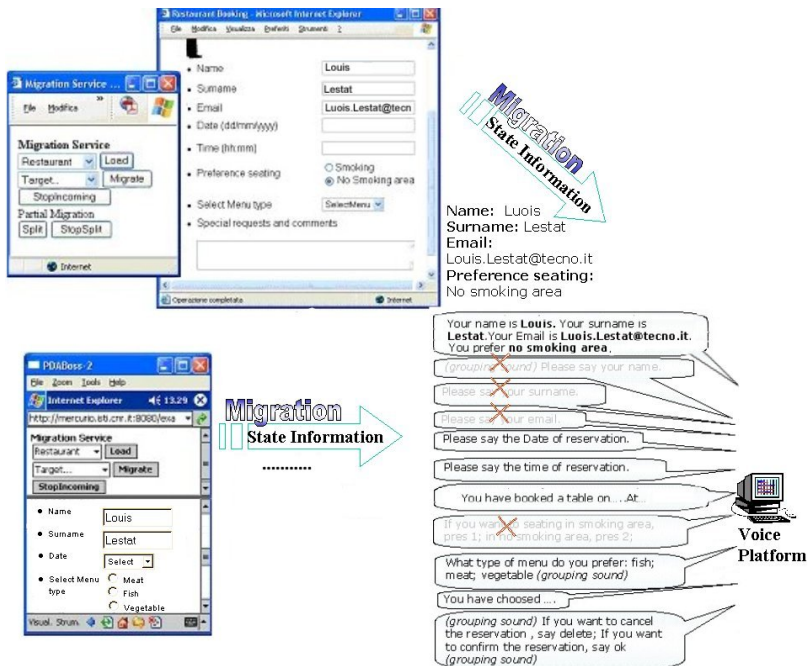 Restaurant Booking - Microsoft Internet Explorer
File Modifica Visualizza Preferiti Strumenti ?
Name
Louis
Surname
Lestat
Email
Luois.Lestat@tecn
Date (dd/mm/yyyy)
Time (hh:mm)
Preference seating
Smoking
No Smoking area
Select Menu type
SelectMenu
Special requests and comments
Operazione completata
Internet
Migration Service ...
File Modifica »
Migration Service
Restaurant Load
Target.. Migrate
StopIncoming
Partial Migration
Split StopSplit
Internet
Migration
State Information
Name: Luois
Surname: Lestat
Email:
Louis.Lestat@tecno.it
Preference seating:
No smoking area
PDABoss-2
File Zoom Tools Help
Internet Explorer 13.29
http://mercurio.isti.cnr.it:8080/exa
Migration Service
Restaurant Load
Target... Migrate
StopIncoming
Name
Louis
Surname
Lestat
Date
Select
Select Menu
type
Meat
Fish
Vegetable
Visual. Strum.
Migration
State Information
...........
Your name is Louis. Your surname is
Lestat.Your Email is Luois.Lestat@tecno.it.
You prefer no smoking area,
(grouping sound) Please say your name.
Please say your surname.
Please say your email.
Please say the Date of reservation.
Please say the time of reservation.
You have booked a table on.....At...
If you want to seating in smoking area,
pres 1; in no smoking area, pres 2;
What type of menu do you prefer: fish;
meat; vegetable (grouping sound)
You have choosed ....
(grouping sound) If you want to cancel
the reservation , say delete; If you want
to confirm the reservation, say ok
(grouping sound)
Voice
Platform